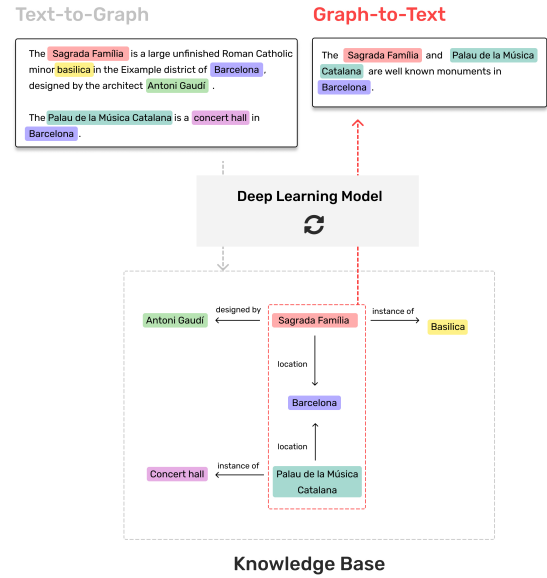 Text-to-Graph
Graph-to-Text
The Sagrada Família is a large unfinished Roman Catholic
minor basilica in the Eixample district of Barcelona ,
designed by the architect Antoni Gaudí .
The Palau de la Música Catalana is a concert hall in
Barcelona .
The Sagrada Família and Palau de la Música
Catalana are well known monuments in
Barcelona .
Deep Learning Model
Antoni Gaudí
designed by
Sagrada Família
instance of
Basilica
location
Barcelona
location
Concert hall
instance of
Palau de la Música
Catalana
Knowledge Base